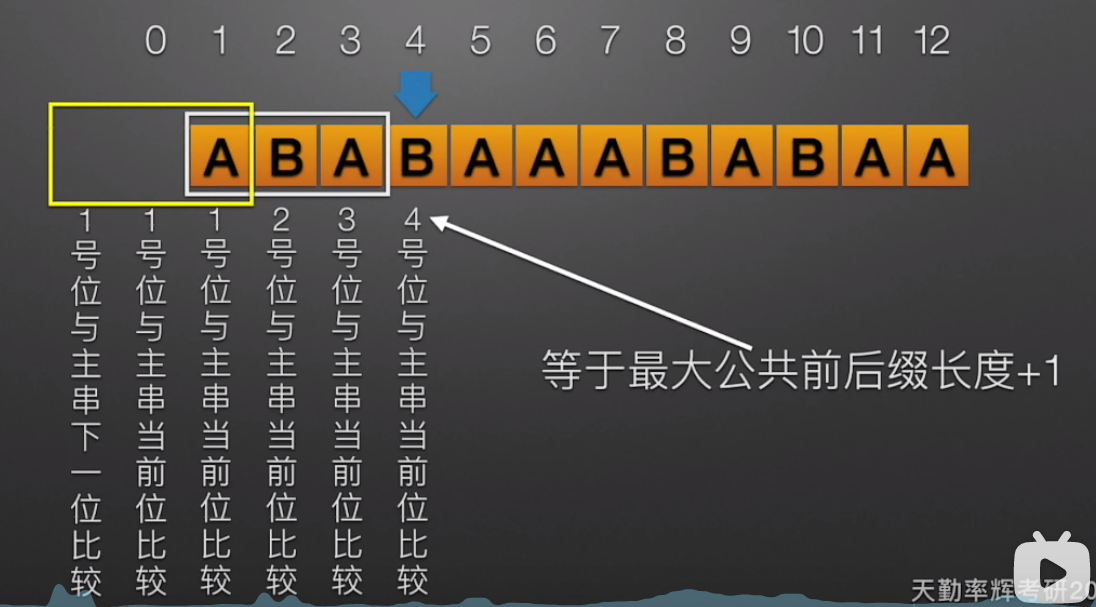 0 1 2 3 4 5 6 7 8 9 10 11 12
A B A B A A A B A B A A
1号位与主串下一位比较
1号位与主串当前位比较
1号位与主串当前位比较
2号位与主串当前位比较
3号位与主串当前位比较
4号位与主串当前位比较
等于最大公共前后缀长度+1
天勤率辉考研20